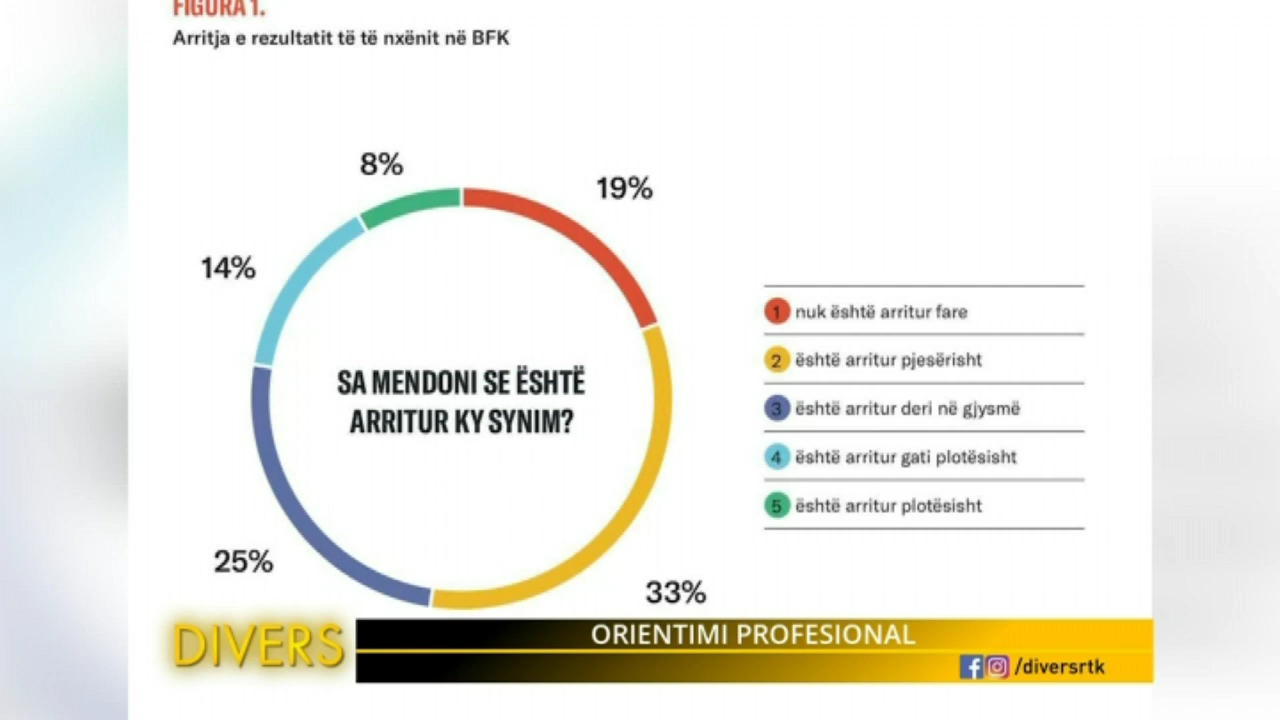 FIGURA 1.
Arritja e rezultatit të të nxënit në BFK
8%
19%
14%
SA MENDONI SE ËSHTË
ARRITUR KY SYNIM?
25%
33%
1 nuk është arritur fare
2 është arritur pjesërisht
3 është arritur deri në gjysmë
4 është arritur gati plotësisht
5 është arritur plotësisht
DIVERS
ORIENTIMI PROFESIONAL
/diversrtk